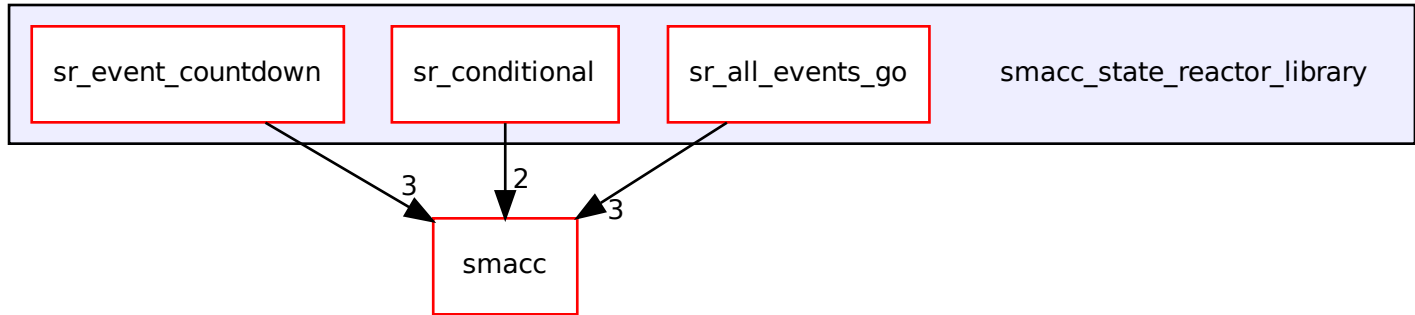 sr_event_countdown
sr_conditional
sr_all_events_go
smacc_state_reactor_library
3
2
3
smacc